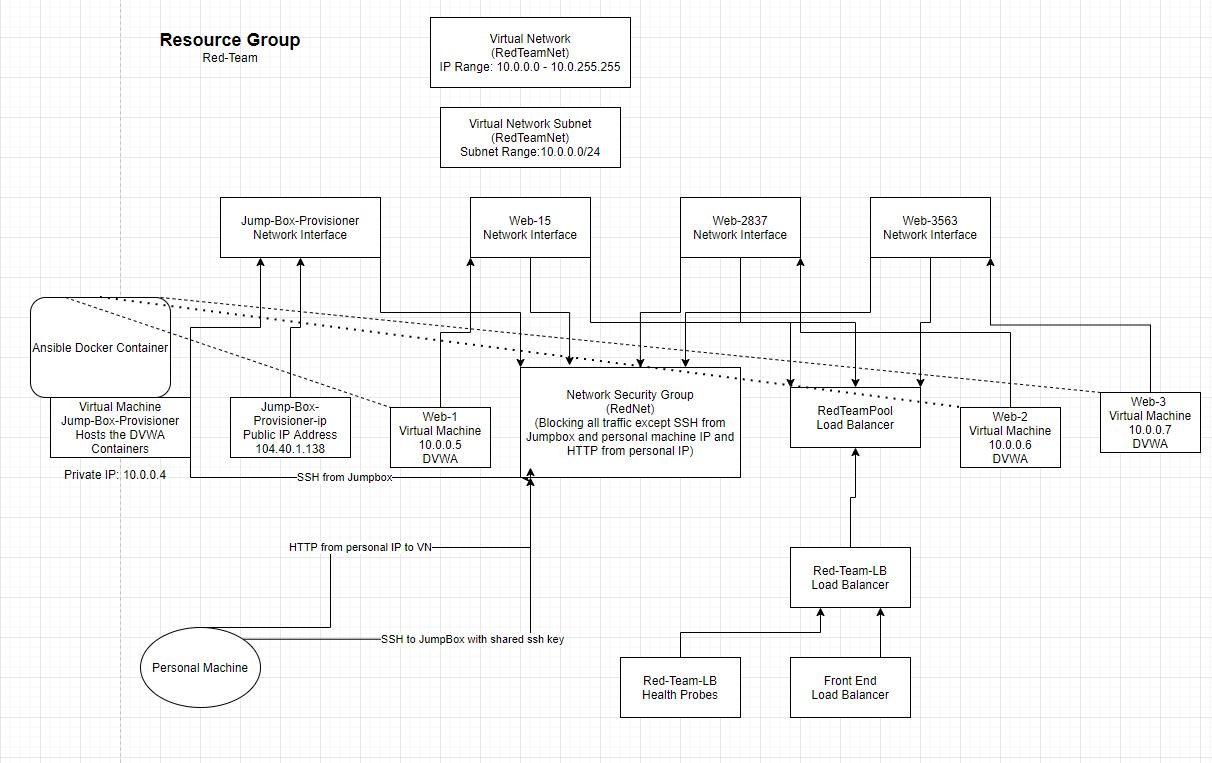 Resource Group
Red-Team
Virtual Network
(RedTeamNet)
IP Range: 10.0.0.0 - 10.0.255.255
Virtual Network Subnet
(RedTeamNet)
Subnet Range:10.0.0.0/24
Jump-Box-Provisioner
Network Interface
Web-15
Network Interface
Web-2837
Network Interface
Web-3563
Network Interface
Ansible Docker Container
Virtual Machine
Jump-Box-Provisioner
Hosts the DVWA
Containers
Private IP: 10.0.0.4
Jump-Box-
Provisioner-ip
Public IP Address
104.40.1.138
Web-1
Virtual Machine
10.0.0.5
DVWA
Network Security Group
(RedNet)
(Blocking all traffic except SSH from
Jumpbox and personal machine IP and
HTTP from personal IP)
RedTeamPool
Load Balancer
Web-2
Virtual Machine
10.0.0.6
DVWA
Web-3
Virtual Machine
10.0.0.7
DVWA
SSH from Jumpbox
HTTP from personal IP to VN
SSH to JumpBox with shared ssh key
Personal Machine
Red-Team-LB
Load Balancer
Red-Team-LB
Health Probes
Front End
Load Balancer